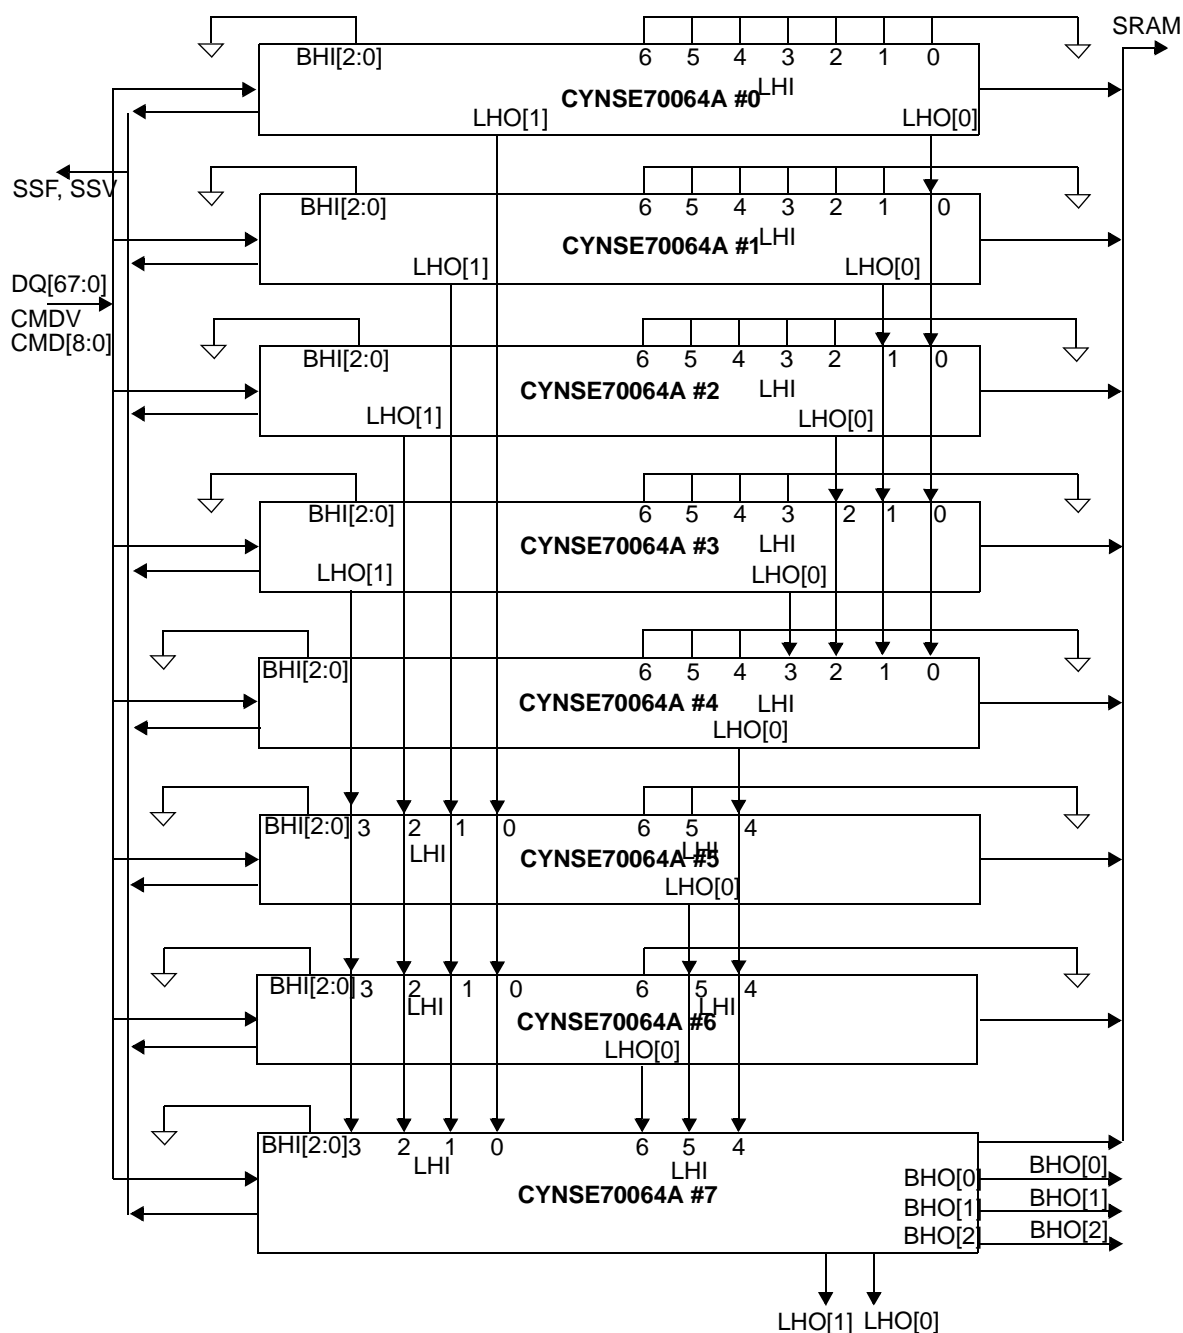 SRAM
BHI[2:0] 6 5 4 3 2 1 0
LHI
CYNSE70064A #0
LHO[1] LHO[0]
SSF, SSV
BHI[2:0] 6 5 4 3 2 1 0
LHI
CYNSE70064A #1
LHO[1] LHO[0]
DQ[67:0]
CMDV
CMD[8:0]
BHI[2:0] 6 5 4 3 2 1 0
CYNSE70064A #2 LHI
LHO[1] LHO[0]
BHI[2:0] 6 5 4 3 2 1 0
CYNSE70064A #3 LHI
LHO[1] LHO[0]
BHI[2:0] 6 5 4 3 2 1 0
CYNSE70064A #4 LHI
LHO[0]
BHI[2:0] 3 2 1 0 6 5 4
LHI CYNSE70064A #5 LHI
LHO[0]
BHI[2:0] 3 2 1 0 6 5 4
LHI LHI
CYNSE70064A #6
LHO[0]
BHI[2:0] 3 2 1 0 6 5 4
LHI LHI
CYNSE70064A #7
BHO[0] BHO[0]
BHO[1] BHO[1]
BHO[2] BHO[2]
LHO[1] LHO[0]